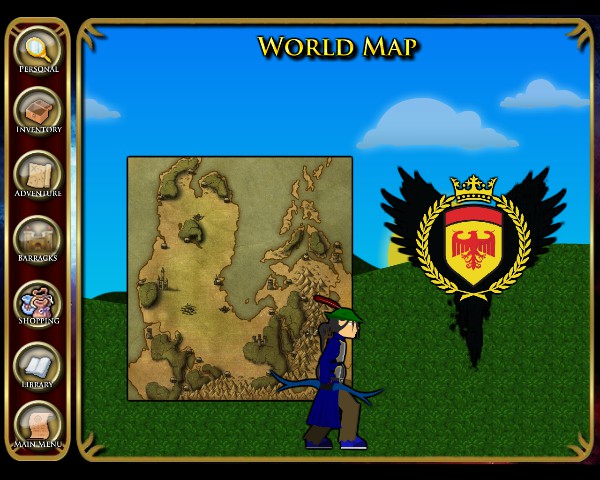 World Map
Personal
Inventory
Adventure
Barracks
Shopping
Library
Main Menu